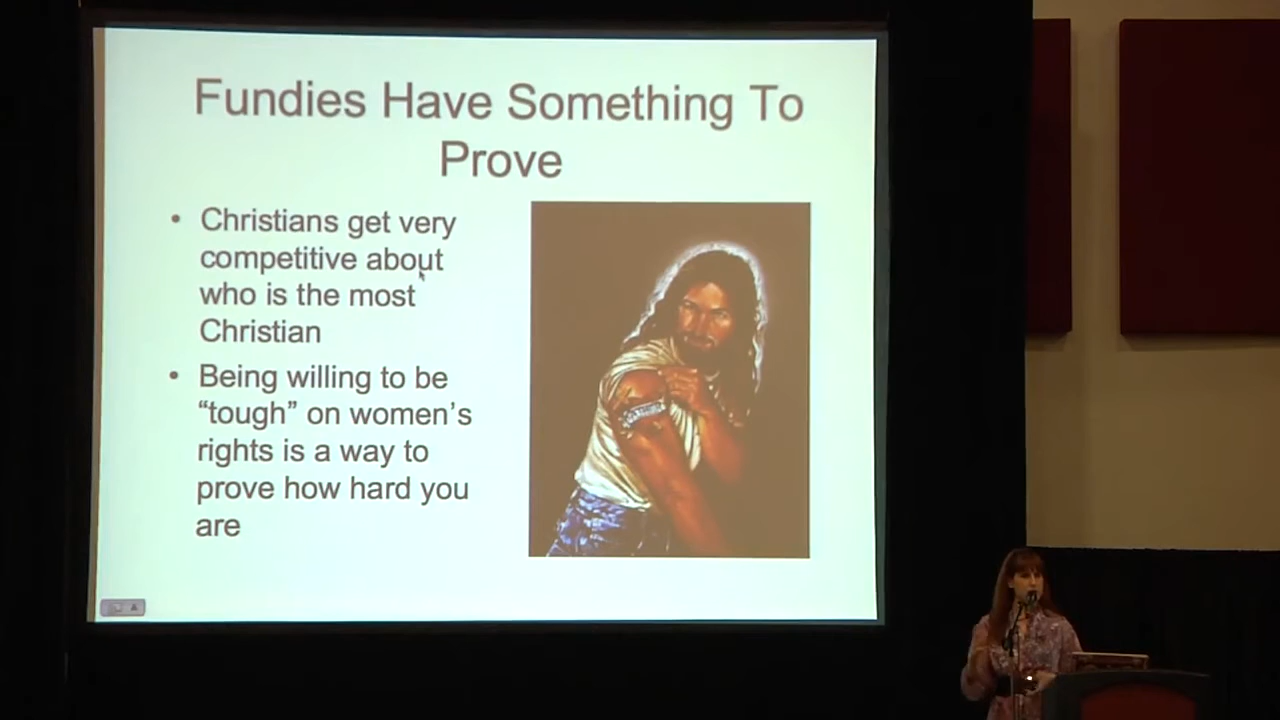 Fundies Have Something To
Prove
• Christians get very
competitive about
who is the most
Christian
• Being willing to be
“tough” on women’s
rights is a way to
prove how hard you
are